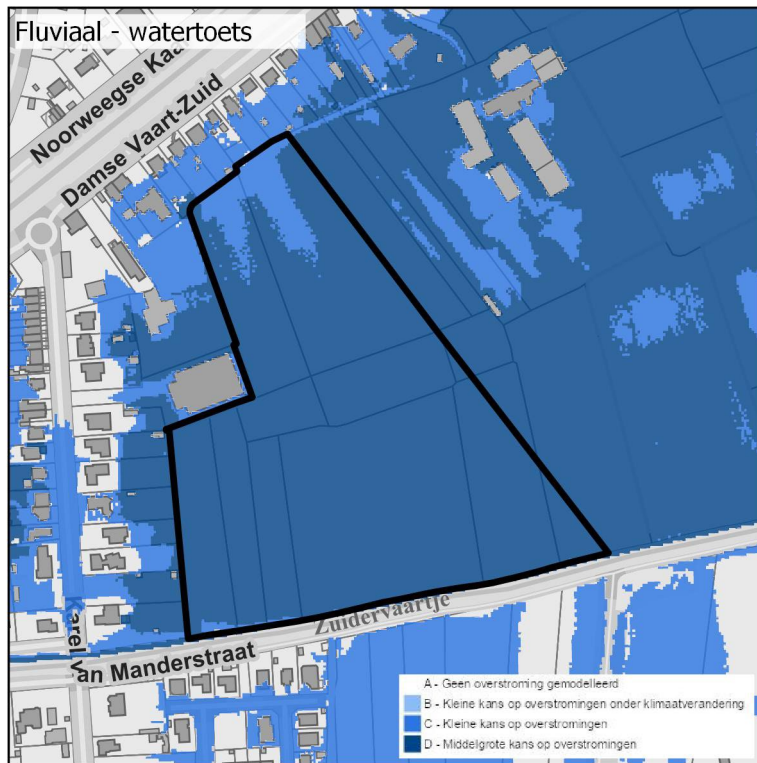 Fluviaal - watertoets
Noorweegse Kaa
Damse Vaart-Zuid
Zuidervaartje
Karel van Manderstraat
A - Geen overstroming gemodelleerd
B - Kleine kans op overstromingen onder klimaatverandering
C - Kleine kans op overstromingen
D - Middelgrote kans op overstromingen